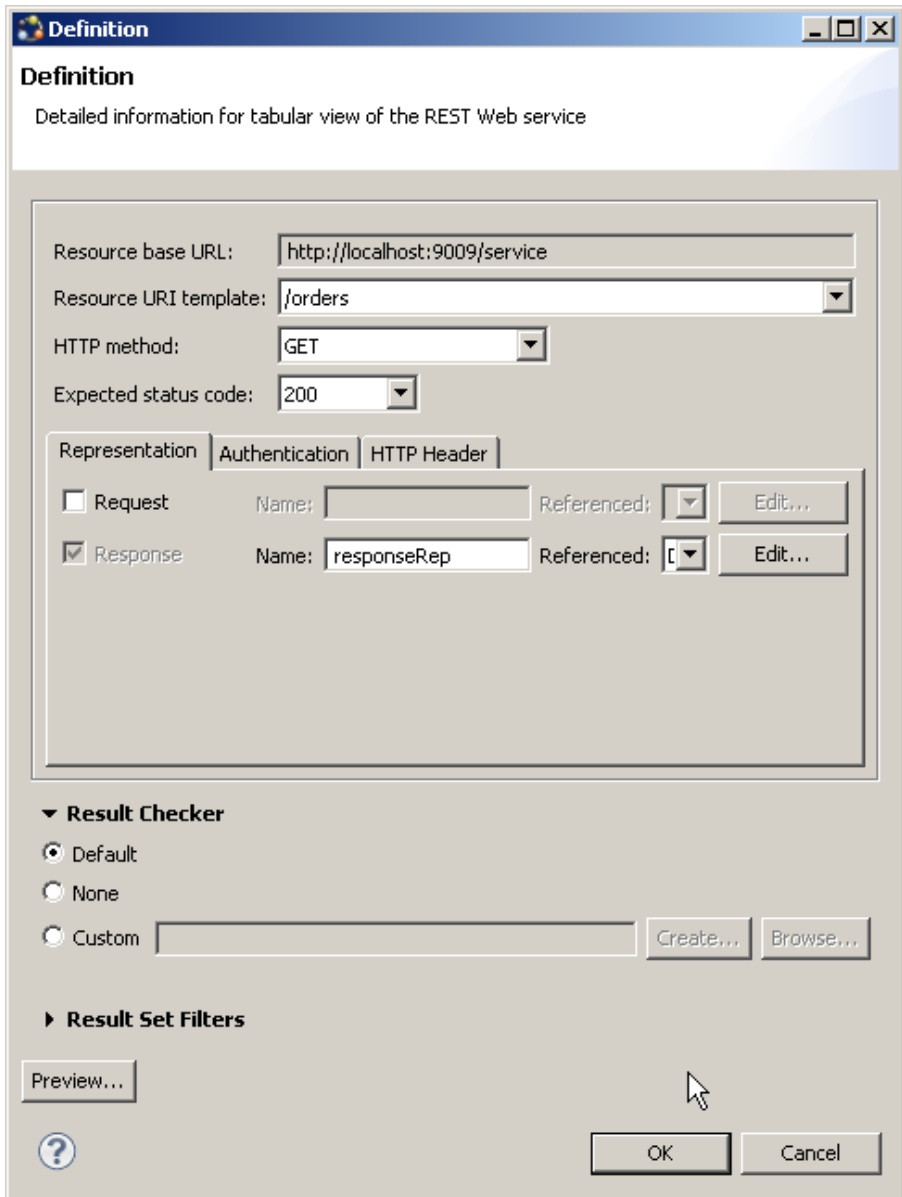 Definition
Definition
Detailed information for tabular view of the REST Web service
Resource base URL: http://localhost:9009/service
Resource URI template: /orders
HTTP method: GET
Expected status code: 200
Representation Authentication HTTP Header
Request Name: Referenced: Edit...
Response Name: responseRep Referenced: Edit...
Result Checker
Default
None
Custom Create... Browse...
Result Set Filters
Preview...
? OK Cancel